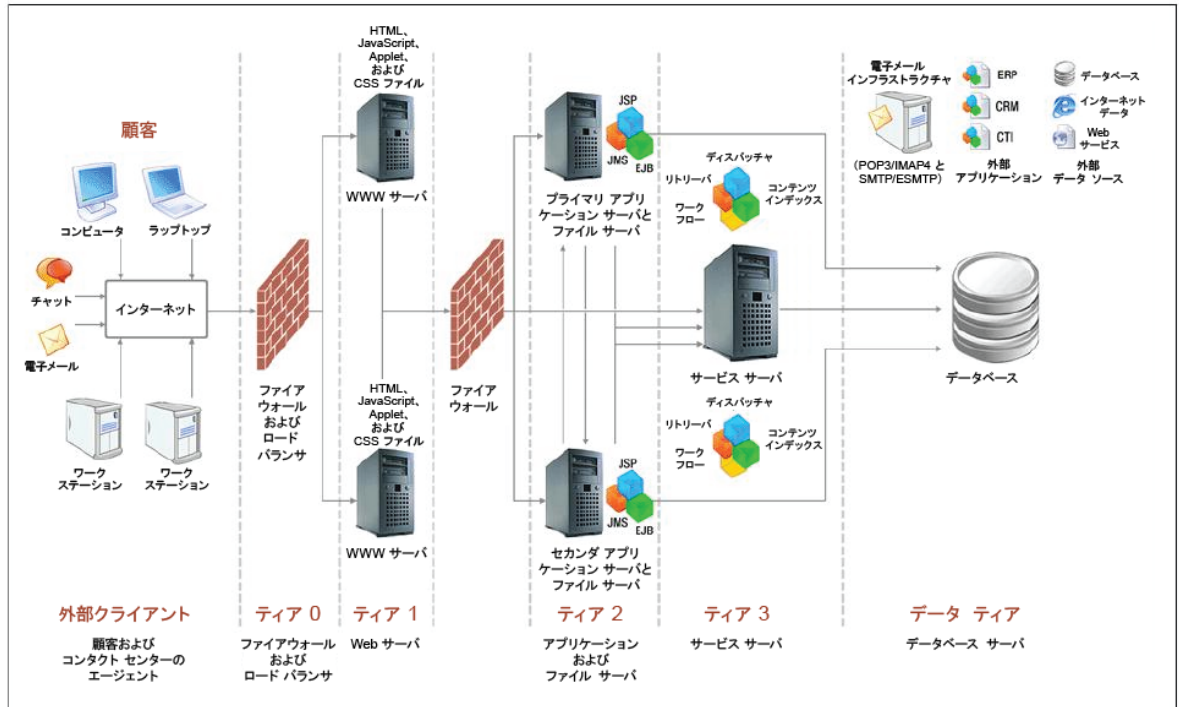 HTML、
JavaScript、
Applet、
および
CSS ファイル
WWW サーバ
顧客
コンピュータ
ラップトップ
チャット
インターネット
電子メール
ワーク
ステーション
ワーク
ステーション
ファイア
ウォール
および
ロード
バランサ
HTML、
JavaScript、
Applet、
および
CSS ファイル
WWW サーバ
ファイア
ウォール
JSP
JMS
EJB
プライマリ アプリ
ケーション サーバと
ファイル サーバ
JSP
JMS
EJB
セカンダ アプリ
ケーション サーバと
ファイル サーバ
ディスパッチャ
リトリーバ
コンテンツ
インデックス
ワーク
フロー
サービス サーバ
ディスパッチャ
リトリーバ
コンテンツ
インデックス
ワーク
フロー
電子メール
インフラストラクチャ
(POP3/IMAP4 と
SMTP/ESMTP)
ERP
CRM
CTI
外部
アプリケーション
データベース
インターネット
データ
Web
サービス
外部
データ ソース
データベース
外部クライアント
顧客および
コンタクト センターの
エージェント
ティア 0
ファイアウォール
および
ロード バランサ
ティア 1
Web サーバ
ティア 2
アプリケーション
および
ファイル サーバ
ティア 3
サービス サーバ
データ ティア
データベース サーバ